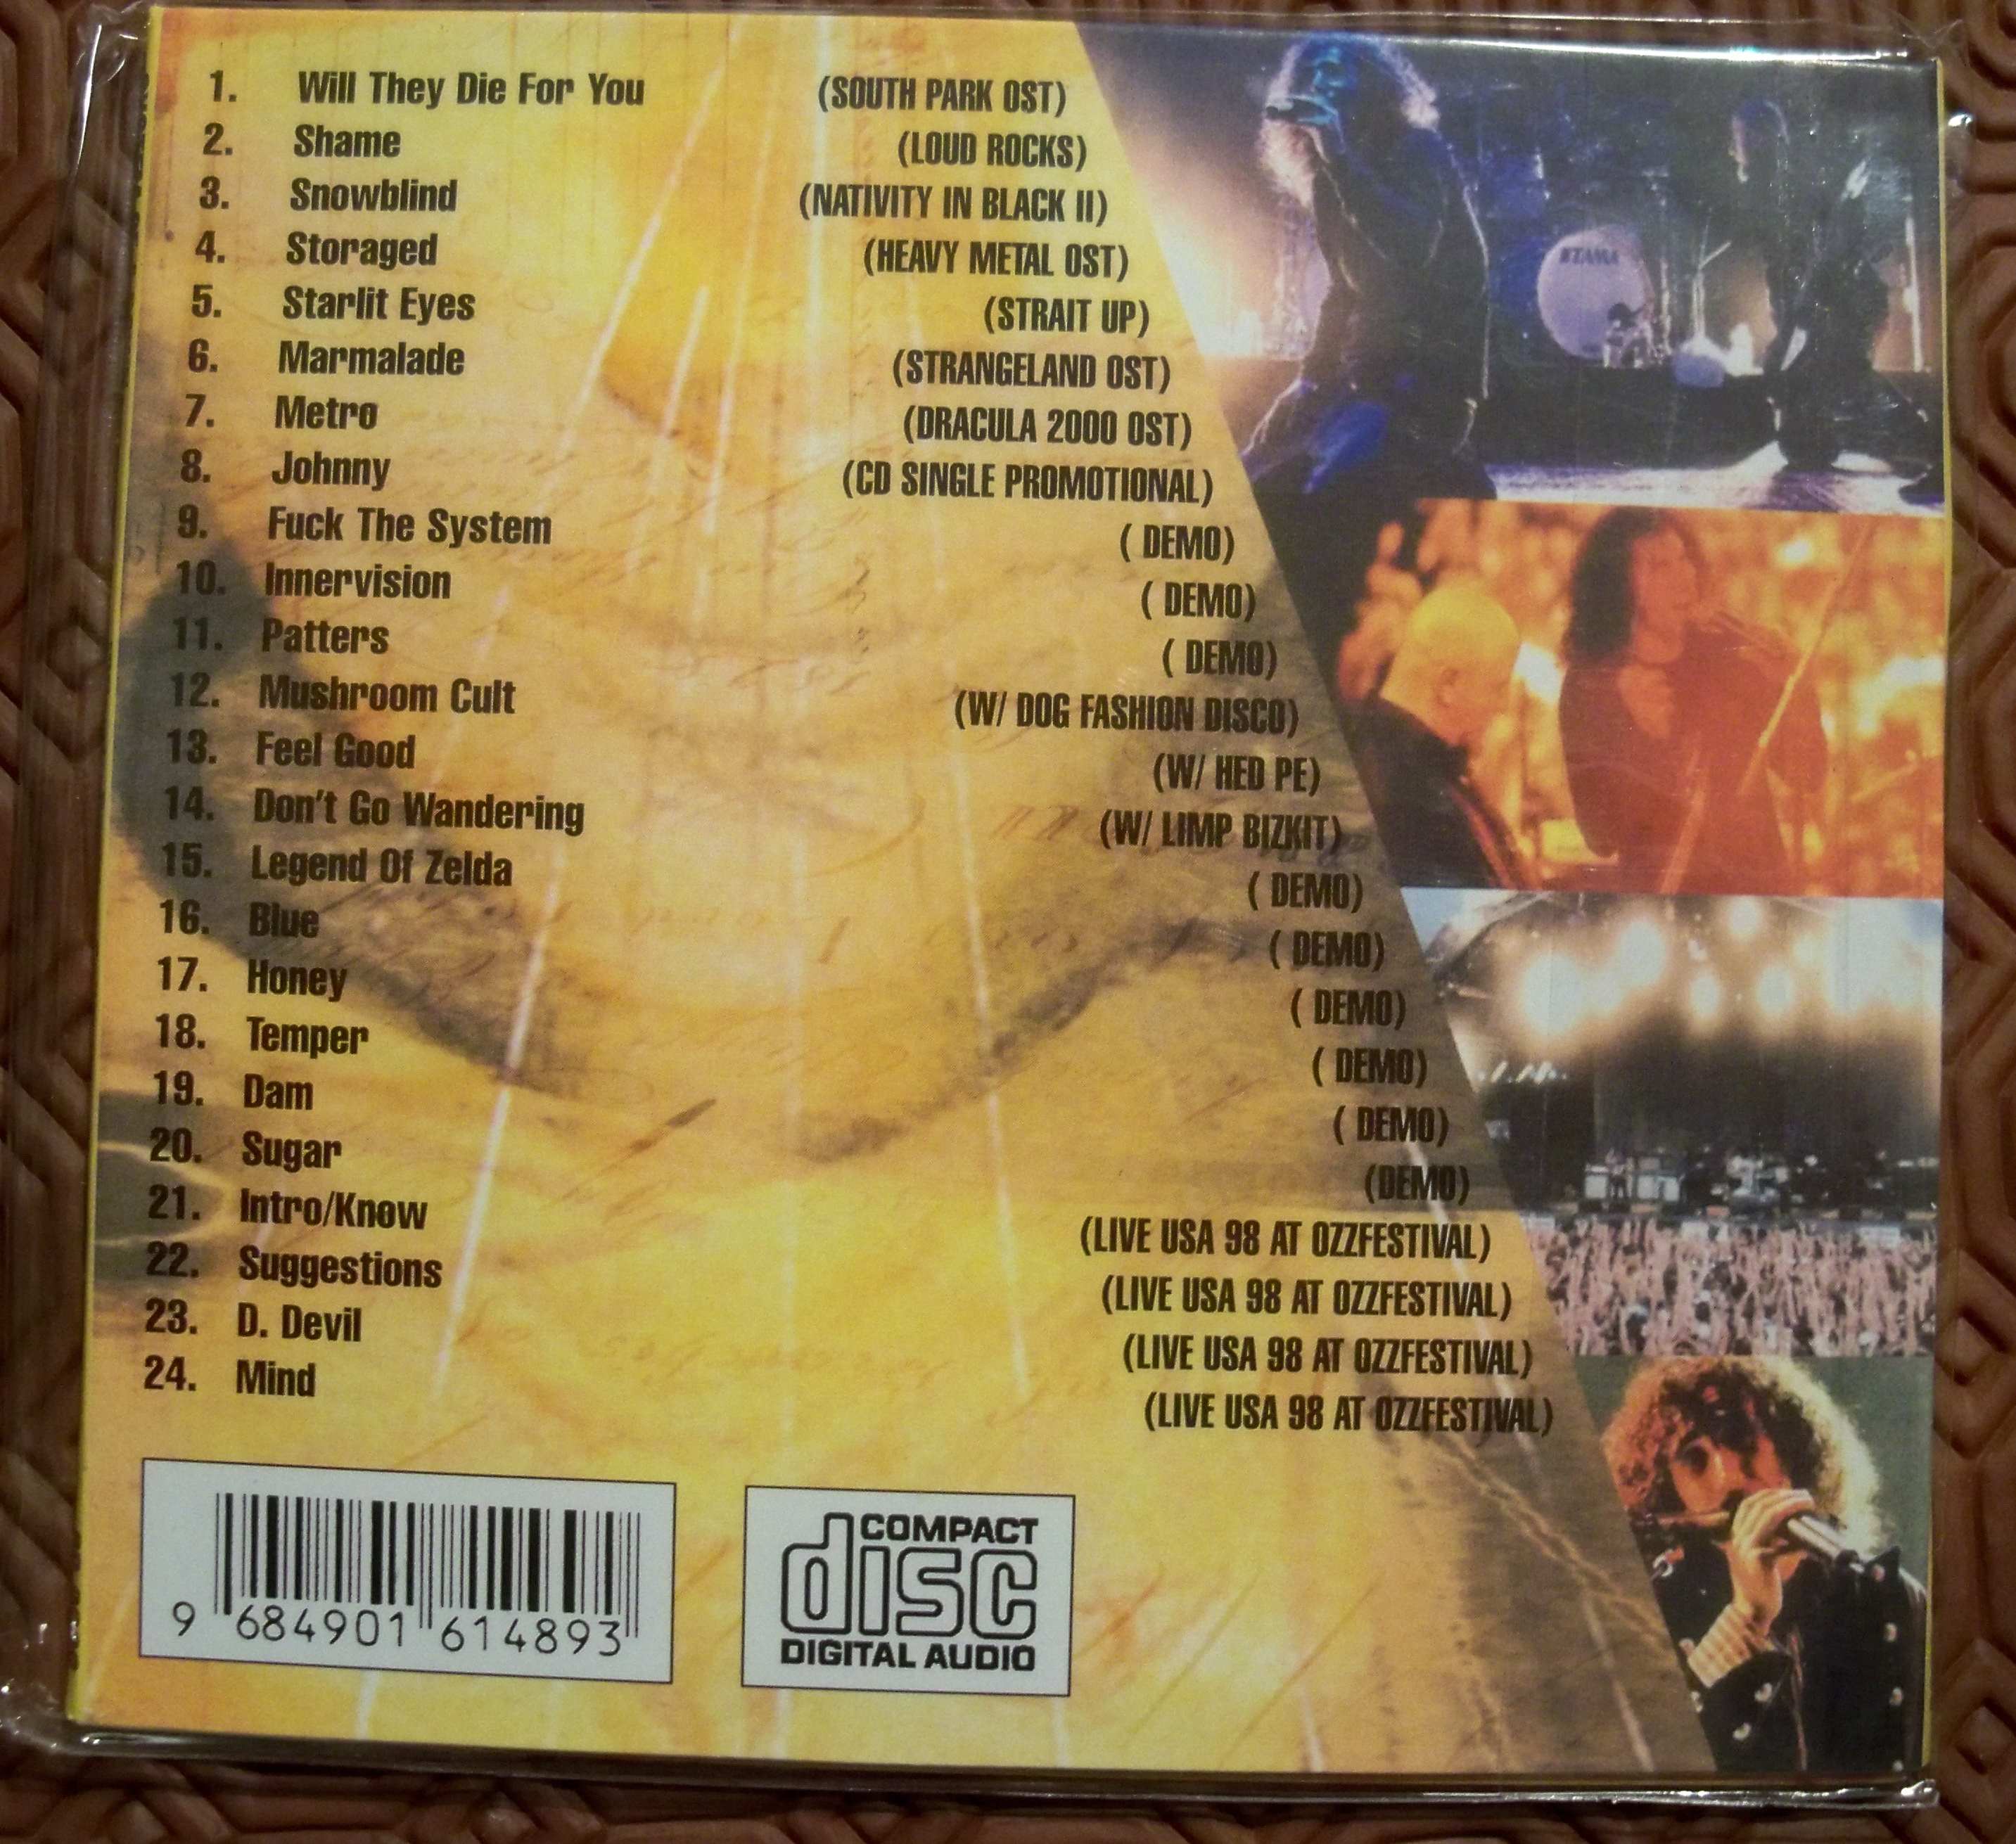 1. Will They Die For You (SOUTH PARK OST)
2. Shame (LOUD ROCKS)
3. Snowblind (NATIVITY IN BLACK II)
4. Storaged (HEAVY METAL OST)
5. Starlit Eyes (STRAIT UP)
6. Marmalade (STRANGELAND OST)
7. Metro (DRACULA 2000 OST)
8. Johnny (CD SINGLE PROMOTIONAL)
9. Fuck The System ( DEMO)
10. Innervision ( DEMO)
11. Patters ( DEMO)
12. Mushroom Cult (W/ DOG FASHION DISCO)
13. Feel Good (W/ HED PE)
14. Don't Go Wandering (W/ LIMP BIZKIT)
15. Legend Of Zelda ( DEMO)
16. Blue ( DEMO)
17. Honey ( DEMO)
18. Temper ( DEMO)
19. Dam ( DEMO)
20. Sugar (DEMO)
21. Intro/Know (LIVE USA 98 AT OZZFESTIVAL)
22. Suggestions (LIVE USA 98 AT OZZFESTIVAL)
23. D. Devil (LIVE USA 98 AT OZZFESTIVAL)
24. Mind (LIVE USA 98 AT OZZFESTIVAL)
TAMA
9 684901 614893
COMPACT
disc
DIGITAL AUDIO